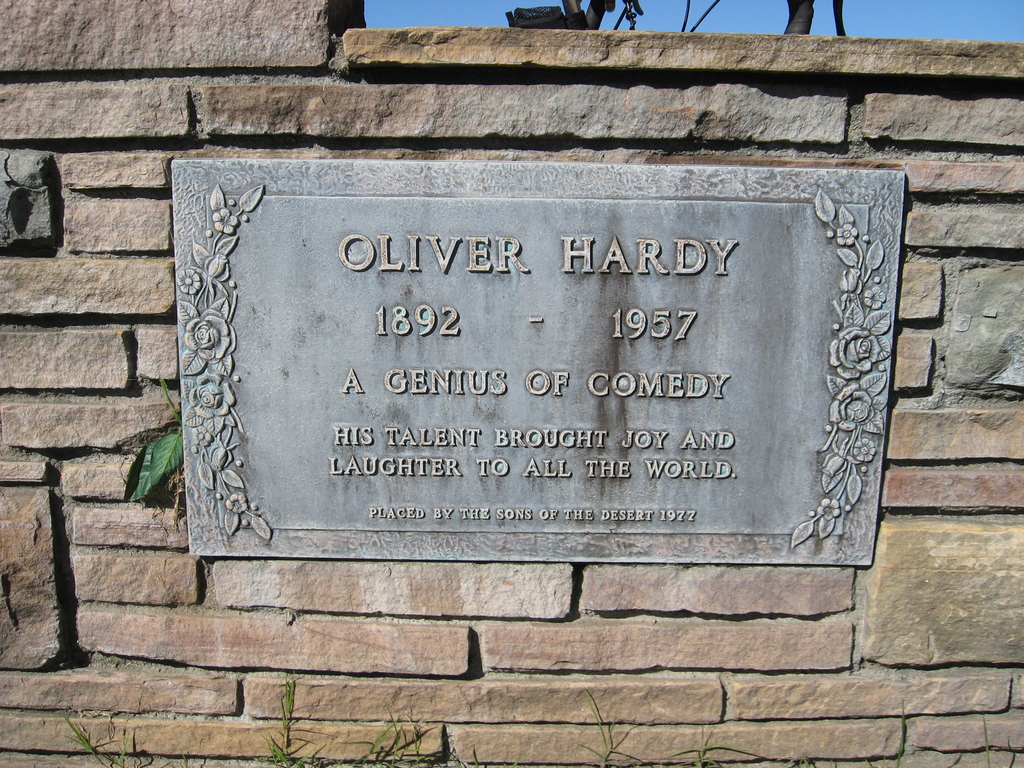 OLIVER HARDY
1892 - 1957
A GENIUS OF COMEDY
HIS TALENT BROUGHT JOY AND
LAUGHTER TO ALL THE WORLD.
PLACED BY THE SONS OF THE DESERT 1977